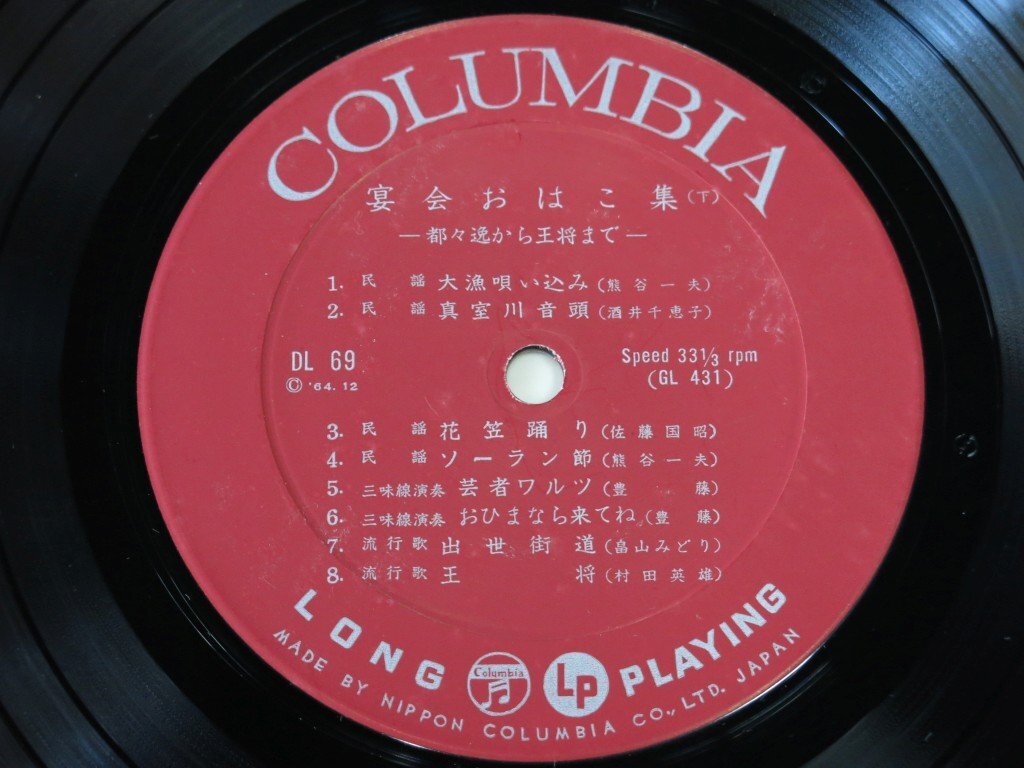 COLUMBIA
宴会おはこ集(下)
―都々逸から王将まで―
1. 民謡 大漁唄い込み(熊谷一夫)
2. 民謡 真室川音頭(酒井千恵子)
DL 69
© '64.12
Speed 33 1/3 rpm
(GL 431)
3. 民謡 花笠踊り(佐藤国昭)
4. 民謡 ソーラン節(熊谷一夫)
5. 三味線演奏 芸者ワルツ(豊藤)
6. 三味線演奏 おひまなら来てね(豊藤)
7. 流行歌 出世街道(畠山みどり)
8. 流行歌 王将(村田英雄)
LONG PLAYING
Columbia
LP
MADE BY NIPPON COLUMBIA CO., LTD. JAPAN